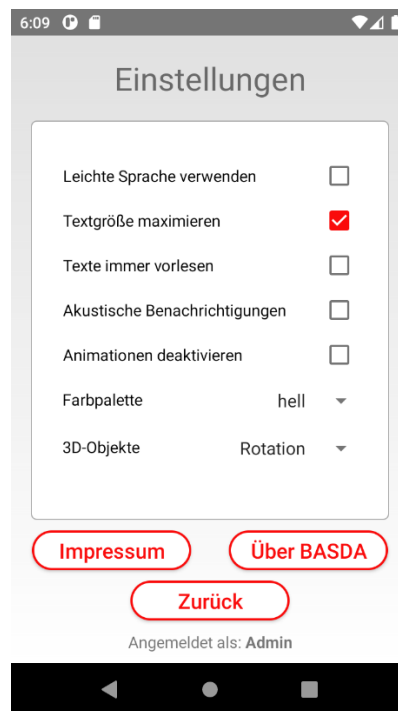 6:09
Einstellungen
Leichte Sprache verwenden
Textgröße maximieren
Texte immer vorlesen
Akustische Benachrichtigungen
Animationen deaktivieren
Farbpalette hell
3D-Objekte Rotation
Impressum Über BASDA
Zurück
Angemeldet als: Admin